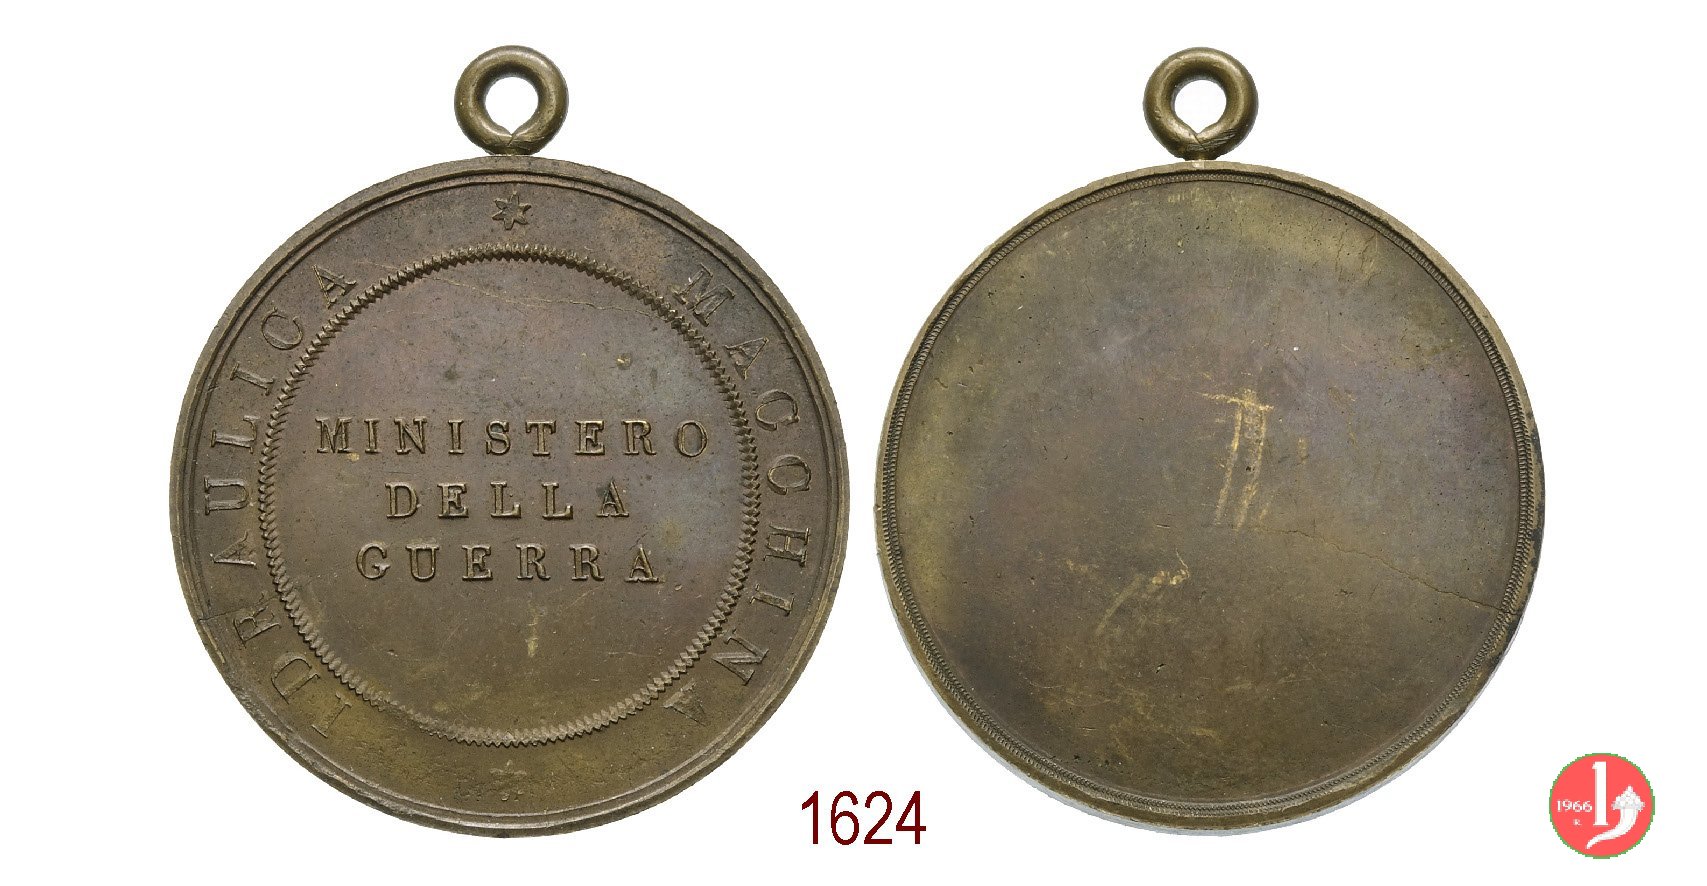 MACCHINA IDRAULICA
MINISTERO
DELLA
GUERRA
1624
1966
R.